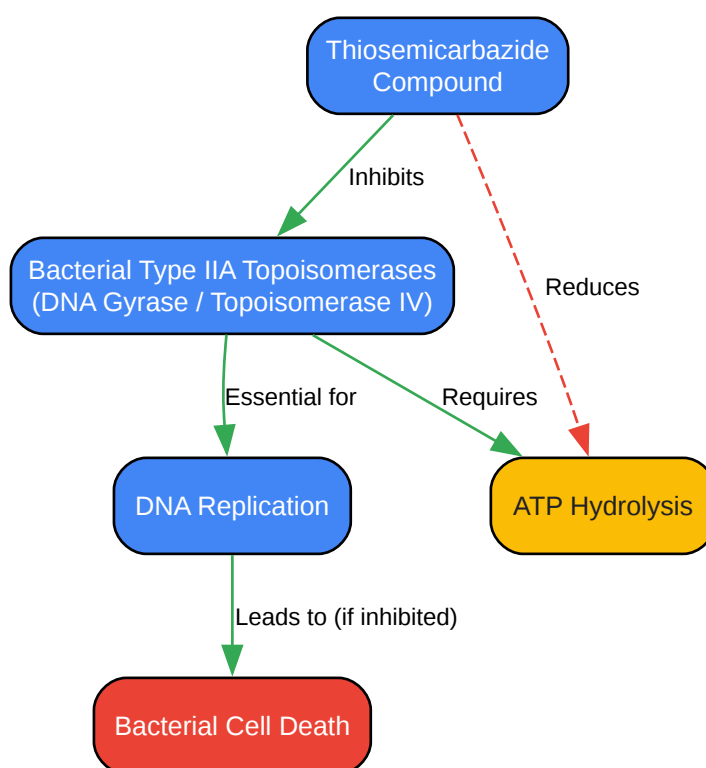 Thiosemicarbazide
Compound
Inhibits
Bacterial Type IIA Topoisomerases
(DNA Gyrase / Topoisomerase IV)
Reduces
Essential for
Requires
DNA Replication
ATP Hydrolysis
Leads to (if inhibited)
Bacterial Cell Death